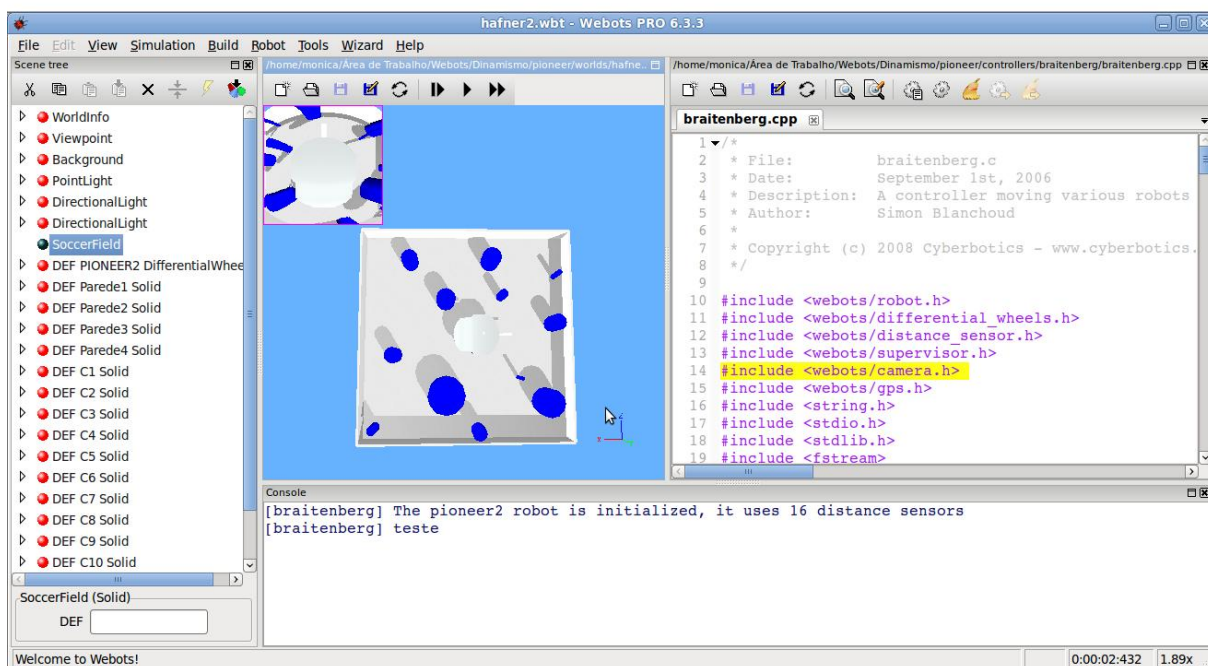 hafner2.wbt - Webots PRO 6.3.3
File Edit View Simulation Build Robot Tools Wizard Help
Scene tree
WorldInfo
Viewpoint
Background
PointLight
DirectionalLight
DirectionalLight
SoccerField
DEF PIONEER2 DifferentialWhee
DEF Parede1 Solid
DEF Parede2 Solid
DEF Parede3 Solid
DEF Parede4 Solid
DEF C1 Solid
DEF C2 Solid
DEF C3 Solid
DEF C4 Solid
DEF C5 Solid
DEF C6 Solid
DEF C7 Solid
DEF C8 Solid
DEF C9 Solid
DEF C10 Solid
SoccerField (Solid)
DEF
/home/monica/Área de Trabalho/Webots/Dinamismo/pioneer/worlds/hafne...
/home/monica/Área de Trabalho/Webots/Dinamismo/pioneer/controllers/braitenberg/braitenberg.cpp
braitenberg.cpp
1 /*
2 * File: braitenberg.c
3 * Date: September 1st, 2006
4 * Description: A controller moving various robots
5 * Author: Simon Blanchoud
6 *
7 * Copyright (c) 2008 Cyberbotics - www.cyberbotics.
8 */
9
10 #include <webots/robot.h>
11 #include <webots/differential_wheels.h>
12 #include <webots/distance_sensor.h>
13 #include <webots/supervisor.h>
14 #include <webots/camera.h>
15 #include <webots/gps.h>
16 #include <string.h>
17 #include <stdio.h>
18 #include <stdlib.h>
19 #include <fstream>
Console
[braitenberg] The pioneer2 robot is initialized, it uses 16 distance sensors
[braitenberg] teste
Welcome to Webots!
0:00:02:432 1.89x